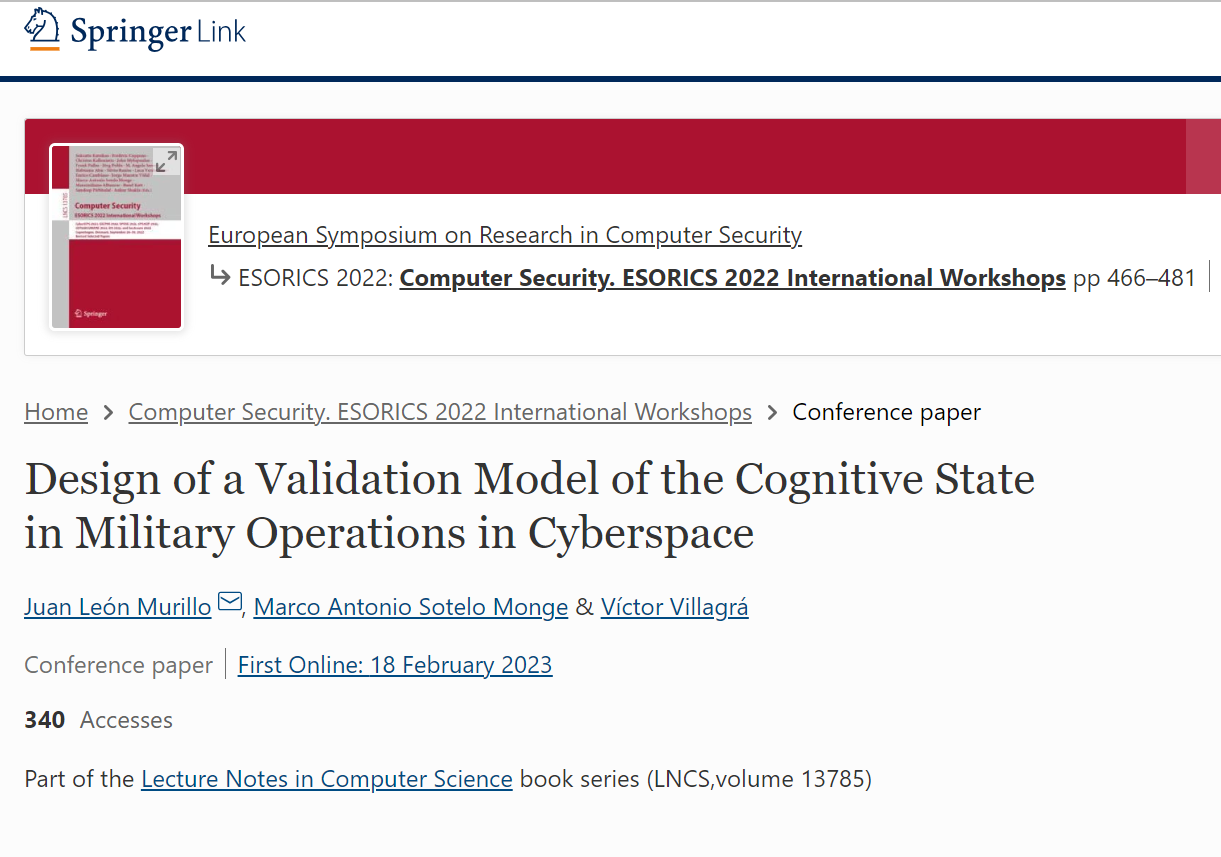 Springer Link
LNCS 13785
Computer Security
ESORICS 2022 International Workshops
Springer
European Symposium on Research in Computer Security
ESORICS 2022: Computer Security. ESORICS 2022 International Workshops pp 466–481
Home
Computer Security. ESORICS 2022 International Workshops
Conference paper
Design of a Validation Model of the Cognitive State
in Military Operations in Cyberspace
Juan León Murillo, Marco Antonio Sotelo Monge & Víctor Villagrá
Conference paper First Online: 18 February 2023
340 Accesses
Part of the Lecture Notes in Computer Science book series (LNCS,volume 13785)